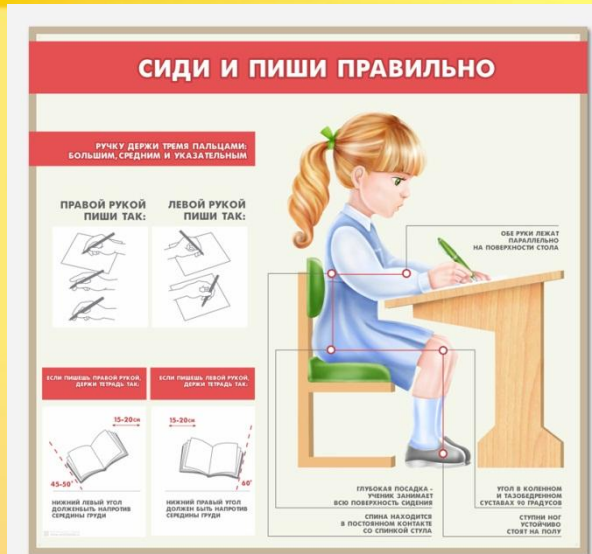 СИДИ И ПИШИ ПРАВИЛЬНО
РУЧКУ ДЕРЖИ ТРЕМЯ ПАЛЬЦАМИ:
БОЛЬШИМ, СРЕДНИМ И УКАЗАТЕЛЬНЫМ
ПРАВОЙ РУКОЙ
ПИШИ ТАК:
ЛЕВОЙ РУКОЙ
ПИШИ ТАК:
ОБЕ РУКИ ЛЕЖАТ
ПАРАЛЛЕЛЬНО
НА ПОВЕРХНОСТИ СТОЛА
ЕСЛИ ПИШЕШЬ ПРАВОЙ РУКОЙ,
ДЕРЖИ ТЕТРАДЬ ТАК:
ЕСЛИ ПИШЕШЬ ЛЕВОЙ РУКОЙ,
ДЕРЖИ ТЕТРАДЬ ТАК:
15-20см
45-50°
15-20см
60°
НИЖНИЙ ЛЕВЫЙ УГОЛ
ДОЛЖЕНБЫТЬ НАПРОТИВ
СЕРЕДИНЫ ГРУДИ
НИЖНИЙ ПРАВЫЙ УГОЛ
ДОЛЖЕН БЫТЬ НАПРОТИВ
СЕРЕДИНЫ ГРУДИ
ГЛУБОКАЯ ПОСАДКА -
УЧЕНИК ЗАНИМАЕТ
ВСЮ ПОВЕРХНОСТЬ СИДЕНИЯ
СПИНА НАХОДИТСЯ
В ПОСТОЯННОМ КОНТАКТЕ
СО СПИНКОЙ СТУЛА
УГОЛ В КОЛЕННОМ
И ТАЗОБЕДРЕННОМ
СУСТАВАХ 90 ГРАДУСОВ
СТУПНИ НОГ
УСТОЙЧИВО
СТОЯТ НА ПОЛУ